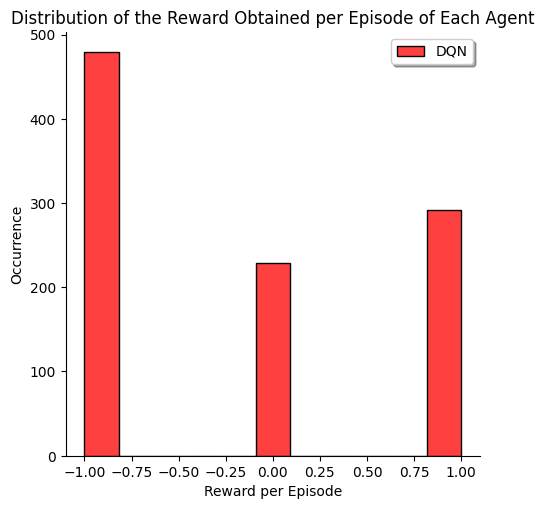 Distribution of the Reward Obtained per Episode of Each Agent
DQN
500
400
300
200
100
0
Occurrence
−1.00 −0.75 −0.50 −0.25 0.00 0.25 0.50 0.75 1.00
Reward per Episode